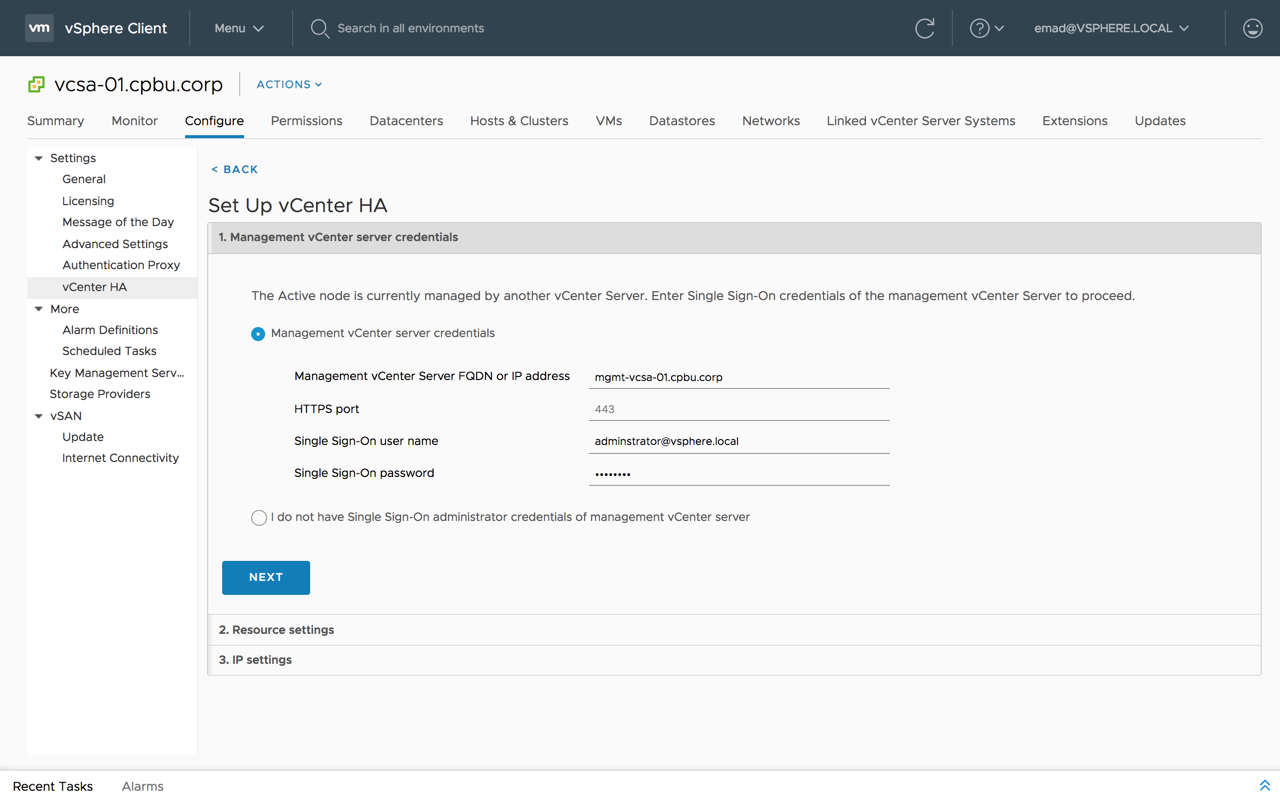 vm vSphere Client Menu Search in all environments ? emad@VSPHERE.LOCAL
vcsa-01.cpbu.corp ACTIONS
Summary Monitor Configure Permissions Datacenters Hosts & Clusters VMs Datastores Networks Linked vCenter Server Systems Extensions Updates
Settings
General
Licensing
Message of the Day
Advanced Settings
Authentication Proxy
vCenter HA
More
Alarm Definitions
Scheduled Tasks
Key Management Serv...
Storage Providers
vSAN
Update
Internet Connectivity
< BACK
Set Up vCenter HA
1. Management vCenter server credentials
The Active node is currently managed by another vCenter Server. Enter Single Sign-On credentials of the management vCenter Server to proceed.
Management vCenter server credentials
Management vCenter Server FQDN or IP address mgmt-vcsa-01.cpbu.corp
HTTPS port 443
Single Sign-On user name adminstrator@vsphere.local
Single Sign-On password ••••••••
I do not have Single Sign-On administrator credentials of management vCenter server
NEXT
2. Resource settings
3. IP settings
Recent Tasks Alarms